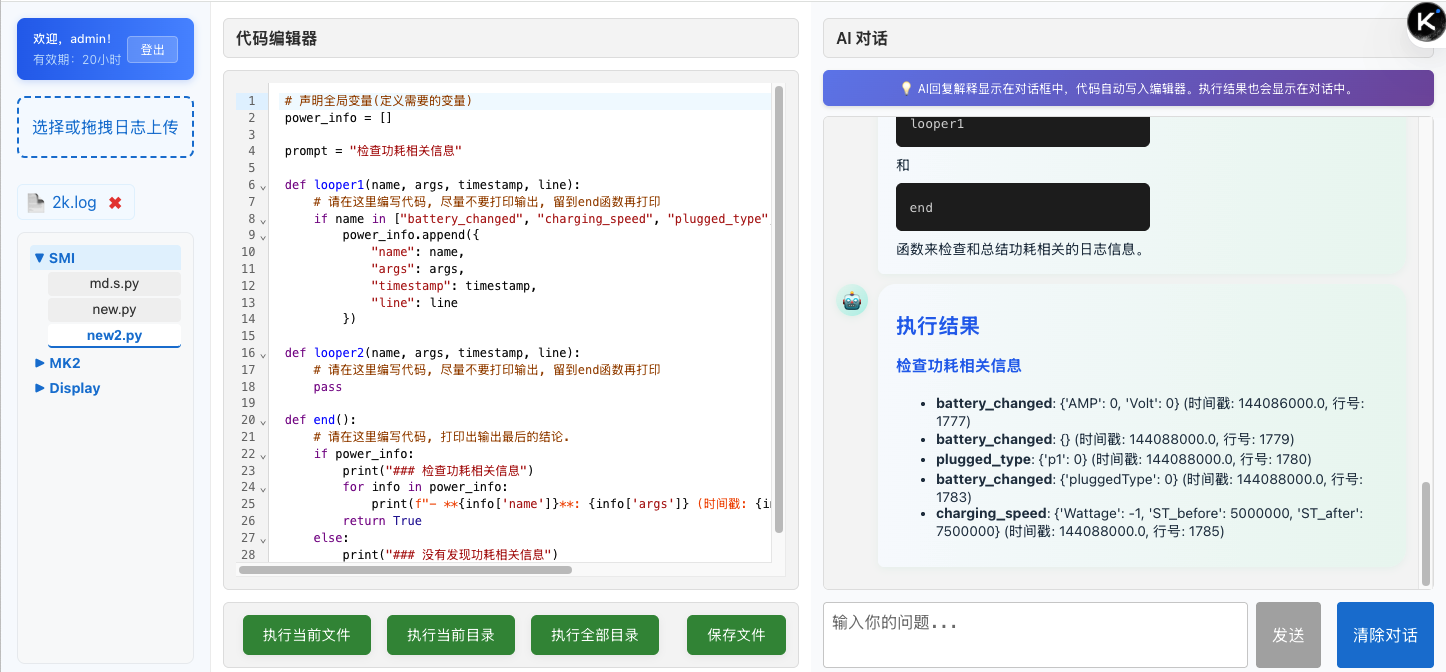 欢迎，admin!
有效期：20小时
登出
选择或拖拽日志上传
2k.log
SMI
md.s.py
new.py
new2.py
MK2
Display
代码编辑器
1 # 声明全局变量(定义需要的变量)
2 power_info = []
3
4 prompt = "检查功耗相关信息"
5
6 def looper1(name, args, timestamp, line):
7 # 请在这里编写代码, 尽量不要打印输出, 留到end函数再打印
8 if name in ["battery_changed", "charging_speed", "plugged_type",
9 power_info.append({
10 "name": name,
11 "args": args,
12 "timestamp": timestamp,
13 "line": line
14 })
15
16 def looper2(name, args, timestamp, line):
17 # 请在这里编写代码, 尽量不要打印输出, 留到end函数再打印
18 pass
19
20 def end():
21 # 请在这里编写代码, 打印出输出最后的结论.
22 if power_info:
23 print("### 检查功耗相关信息")
24 for info in power_info:
25 print(f"- **{info['name']}**: {info['args']} (时间戳: {in
26 return True
27 else:
28 print("### 没有发现功耗相关信息")
执行当前文件
执行当前目录
执行全部目录
保存文件
AI 对话
K
💡 AI回复解释显示在对话框中，代码自动写入编辑器。执行结果也会显示在对话中。
looper1
和
end
函数来检查和总结功耗相关的日志信息。
执行结果
检查功耗相关信息
• battery_changed: {'AMP': 0, 'Volt': 0} (时间戳: 144086000.0, 行号:
1777)
• battery_changed: {} (时间戳: 144088000.0, 行号: 1779)
• plugged_type: {'p1': 0} (时间戳: 144088000.0, 行号: 1780)
• battery_changed: {'pluggedType': 0} (时间戳: 144088000.0, 行号:
1783)
• charging_speed: {'Wattage': -1, 'ST_before': 5000000, 'ST_after':
7500000} (时间戳: 144088000.0, 行号: 1785)
输入你的问题...
发送
清除对话